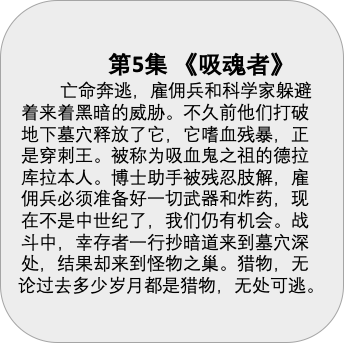 第5集 《吸魂者》
亡命奔逃，雇佣兵和科学家躲避
着来着黑暗的威胁。不久前他们打破
地下墓穴释放了它，它嗜血残暴，正
是穿刺王。被称为吸血鬼之祖的德拉
库拉本人。博士助手被残忍肢解，雇
佣兵必须准备好一切武器和炸药，现
在不是中世纪了，我们仍有机会。战
斗中，幸存者一行抄暗道来到墓穴深
处，结果却来到怪物之巢。猎物，无
论过去多少岁月都是猎物，无处可逃。